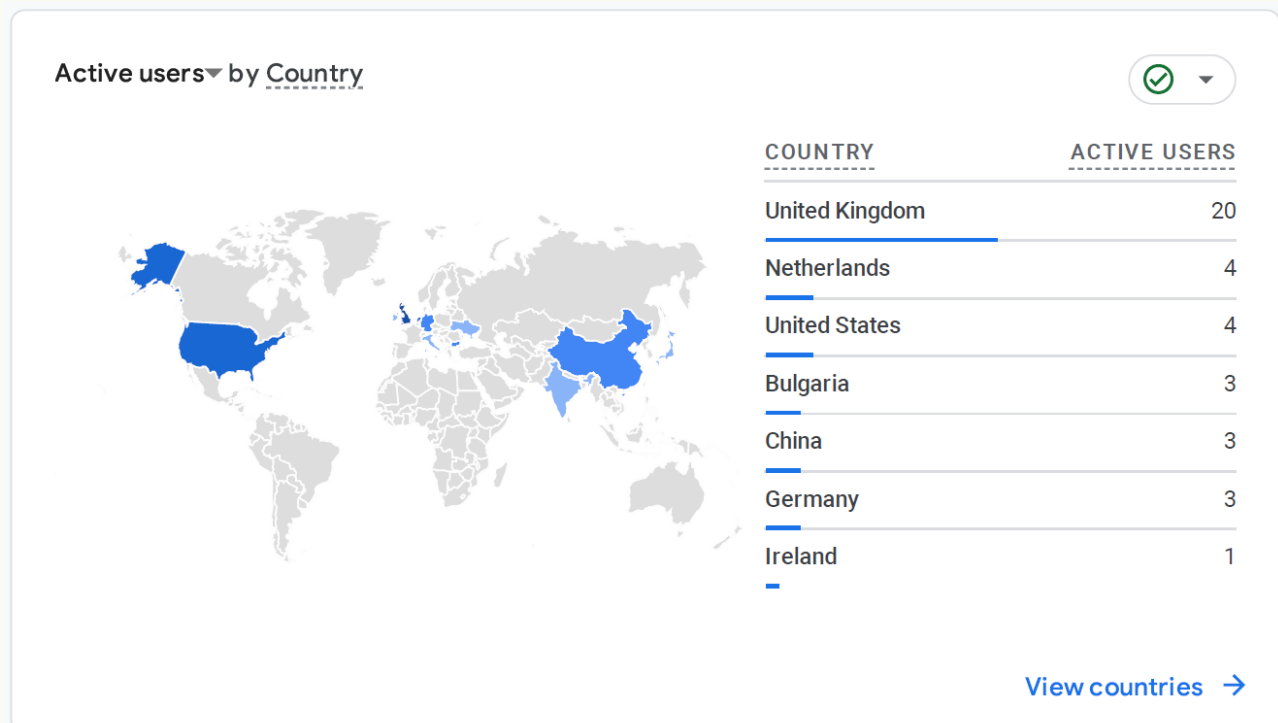 Active users by Country
COUNTRY ACTIVE USERS
United Kingdom 20
Netherlands 4
United States 4
Bulgaria 3
China 3
Germany 3
Ireland 1
View countries